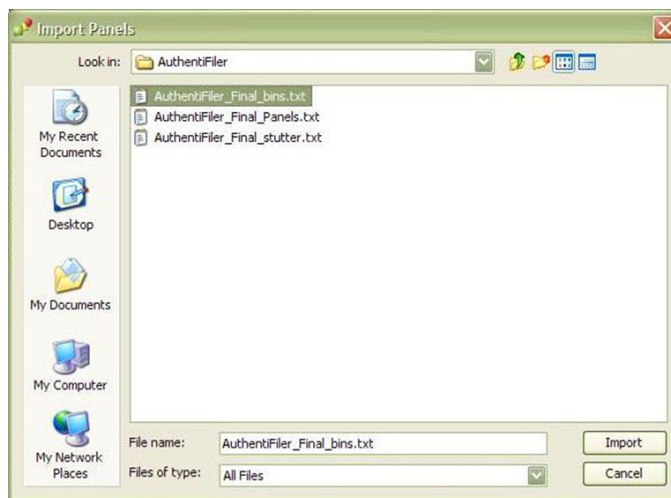 Import Panels
Look in: AuthentiFiler
My Recent
Documents
Desktop
My Documents
My Computer
My Network
Places
AuthentiFiler_Final_bins.txt
AuthentiFiler_Final_Panels.txt
AuthentiFiler_Final_stutter.txt
File name: AuthentiFiler_Final_bins.txt Import
Files of type: All Files Cancel